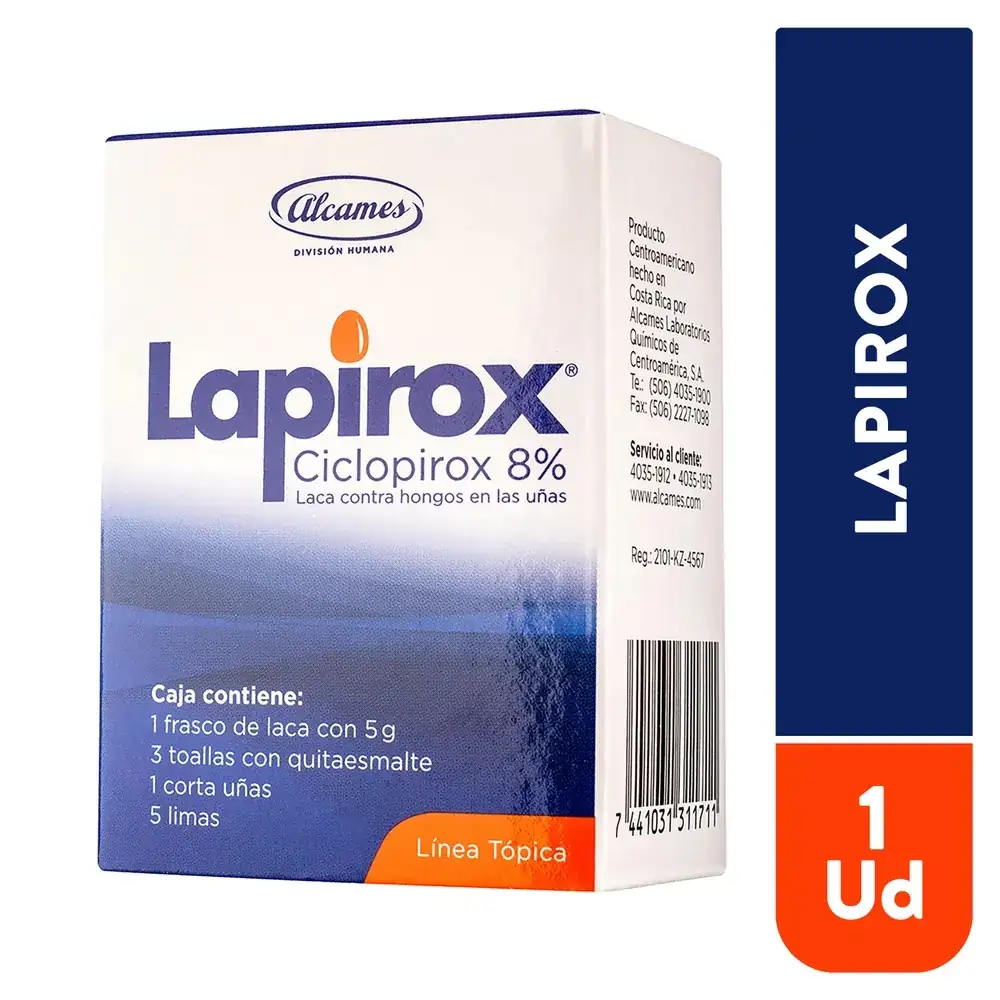 Alcames
DIVISIÓN HUMANA
Lapirox®
Ciclopirox 8%
Laca contra hongos en las uñas
Caja contiene:
1 frasco de laca con 5 g
3 toallas con quitaesmalte
1 corta uñas
5 limas
Línea Tópica
Producto
Centroamericano
hecho en
Costa Rica por
Alcames Laboratorios
Químicos de
Centroamérica, S.A.
Te.: (506) 4035-1900
Fax: (506) 2227-1098
Servicio al cliente:
4035-1912 • 4035-1913
www.alcames.com
Reg.: 2101-KZ-4567
7 441031 311711
LAPIROX
1
Ud